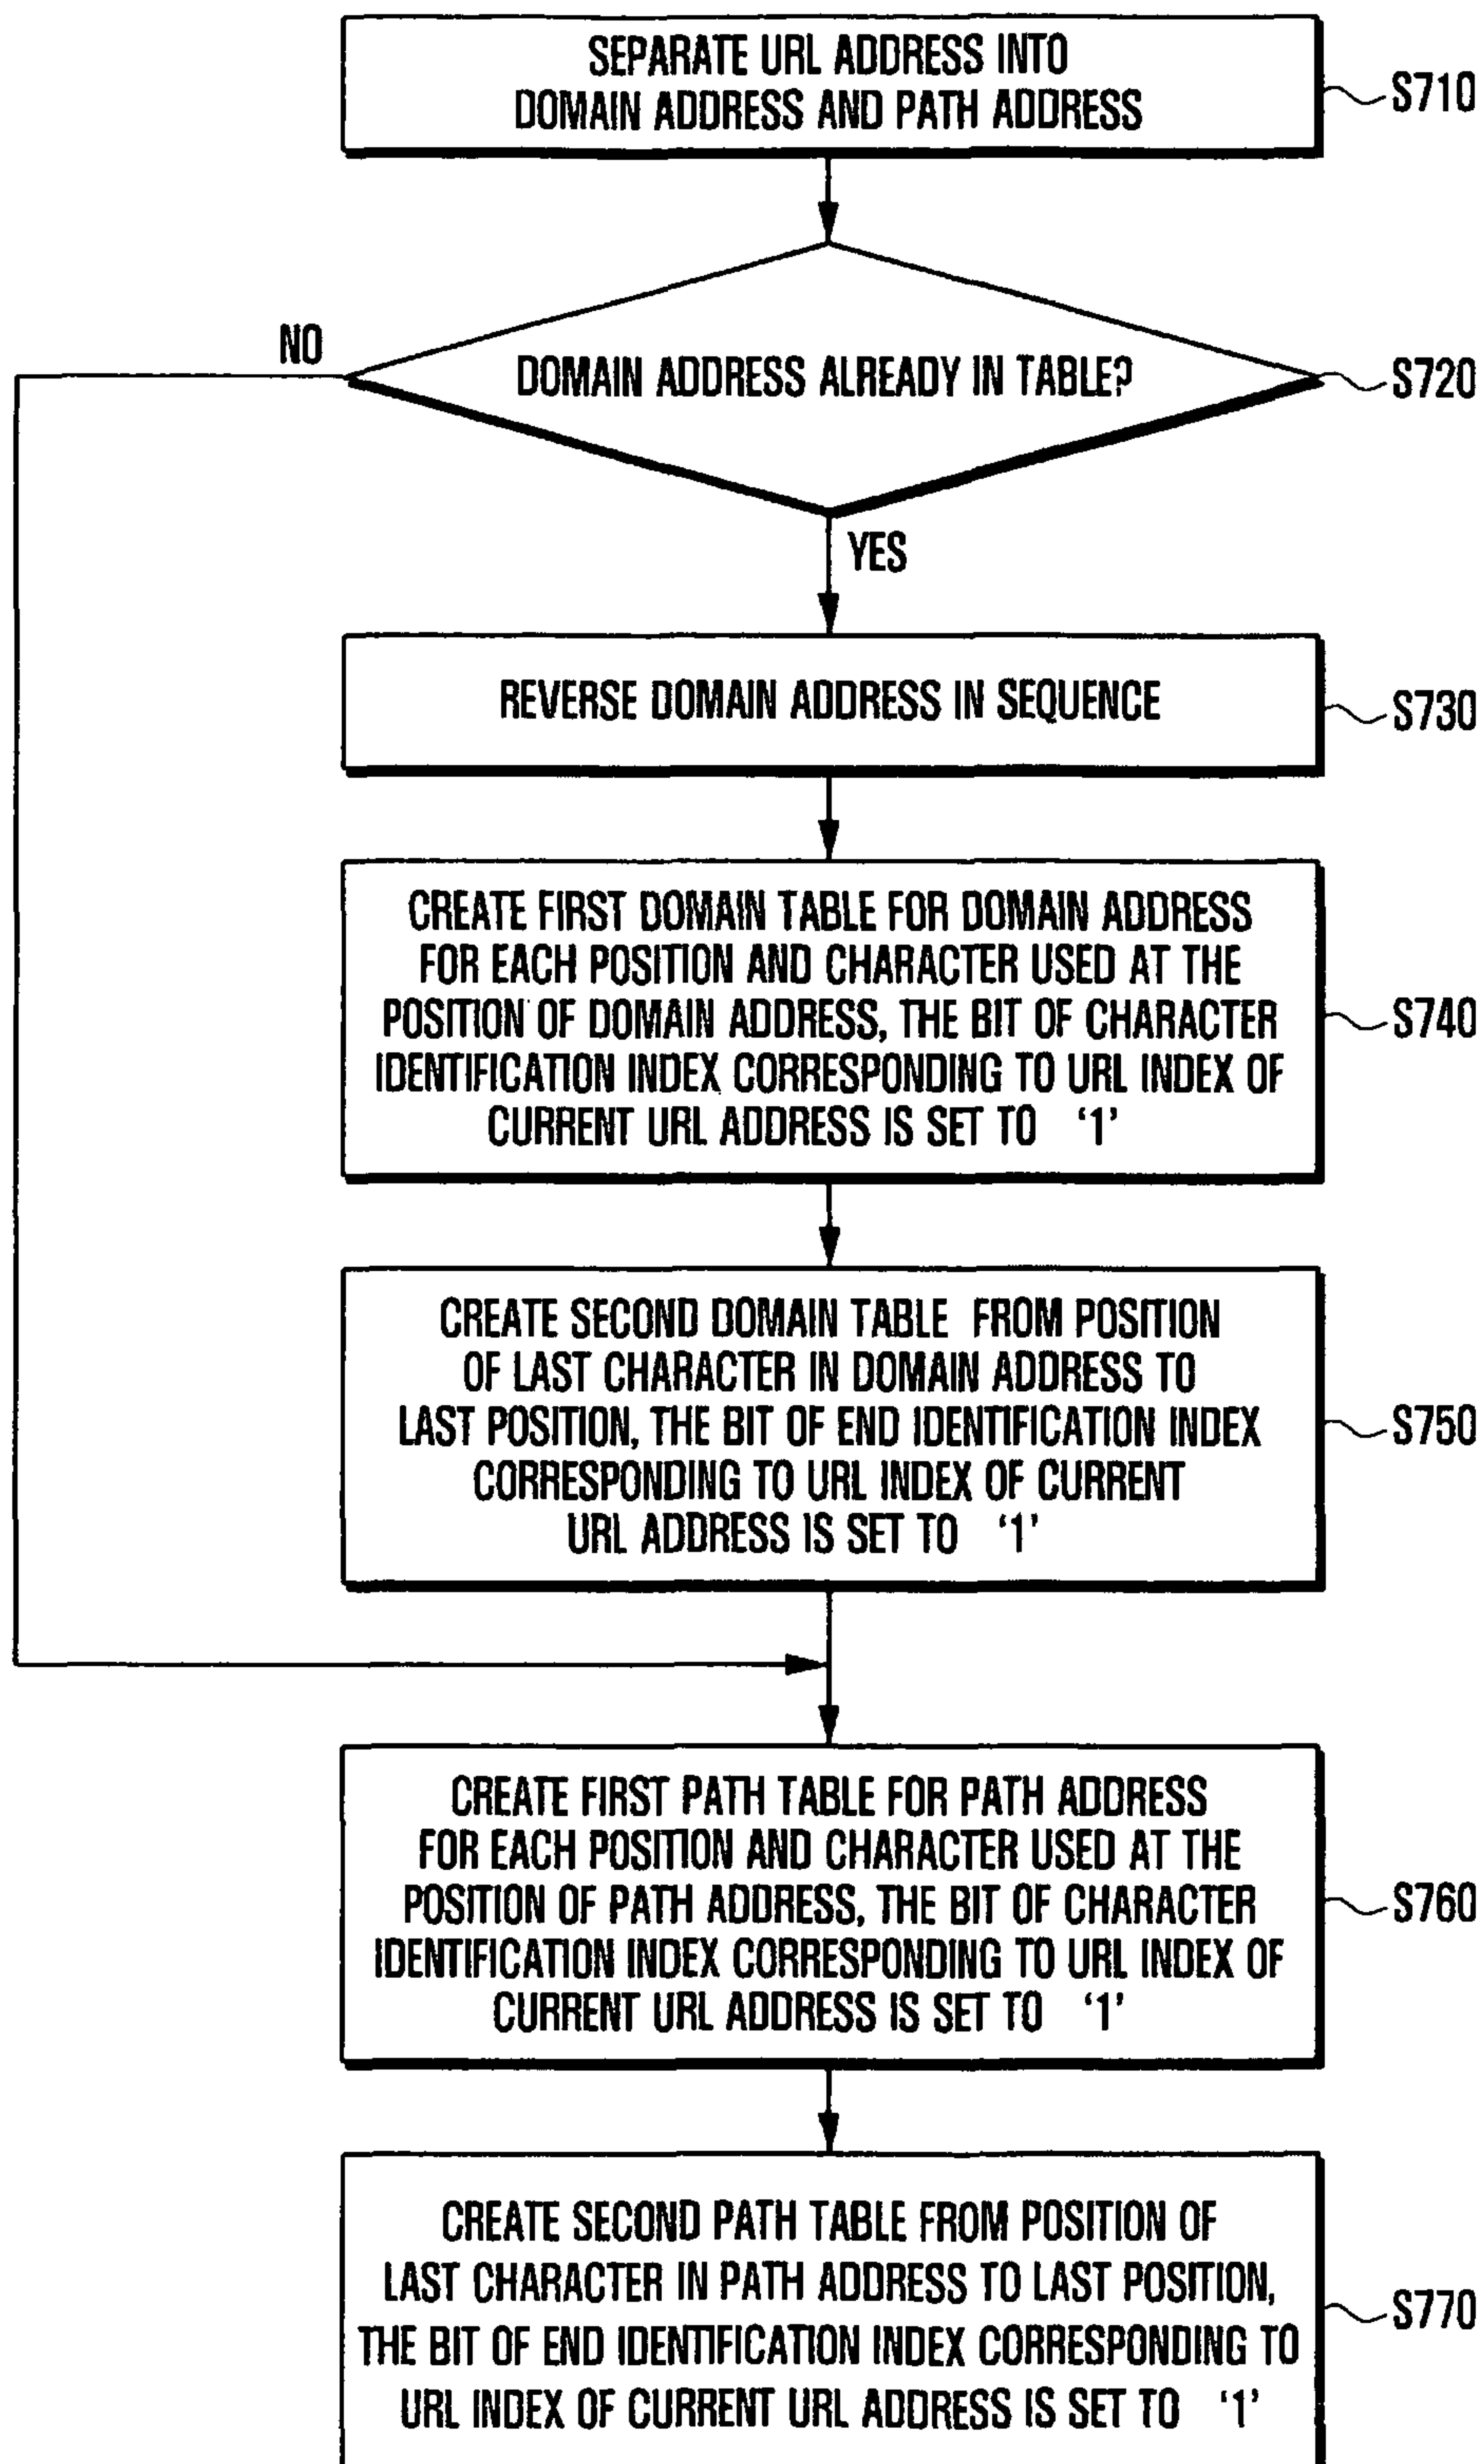 SEPARATE URL ADDRESS INTO
DOMAIN ADDRESS AND PATH ADDRESS
S710
NO
DOMAIN ADDRESS ALREADY IN TABLE?
S720
YES
REVERSE DOMAIN ADDRESS IN SEQUENCE
S730
CREATE FIRST DOMAIN TABLE FOR DOMAIN ADDRESS
FOR EACH POSITION AND CHARACTER USED AT THE
POSITION OF DOMAIN ADDRESS, THE BIT OF CHARACTER
IDENTIFICATION INDEX CORRESPONDING TO URL INDEX OF
CURRENT URL ADDRESS IS SET TO ‘1’
S740
CREATE SECOND DOMAIN TABLE FROM POSITION
OF LAST CHARACTER IN DOMAIN ADDRESS TO
LAST POSITION, THE BIT OF END IDENTIFICATION INDEX
CORRESPONDING TO URL INDEX OF CURRENT
URL ADDRESS IS SET TO ‘1’
S750
CREATE FIRST PATH TABLE FOR PATH ADDRESS
FOR EACH POSITION AND CHARACTER USED AT THE
POSITION OF PATH ADDRESS, THE BIT OF CHARACTER
IDENTIFICATION INDEX CORRESPONDING TO URL INDEX OF
CURRENT URL ADDRESS IS SET TO ‘1’
S760
CREATE SECOND PATH TABLE FROM POSITION OF
LAST CHARACTER IN PATH ADDRESS TO LAST POSITION,
THE BIT OF END IDENTIFICATION INDEX CORRESPONDING TO
URL INDEX OF CURRENT URL ADDRESS IS SET TO ‘1’
S770